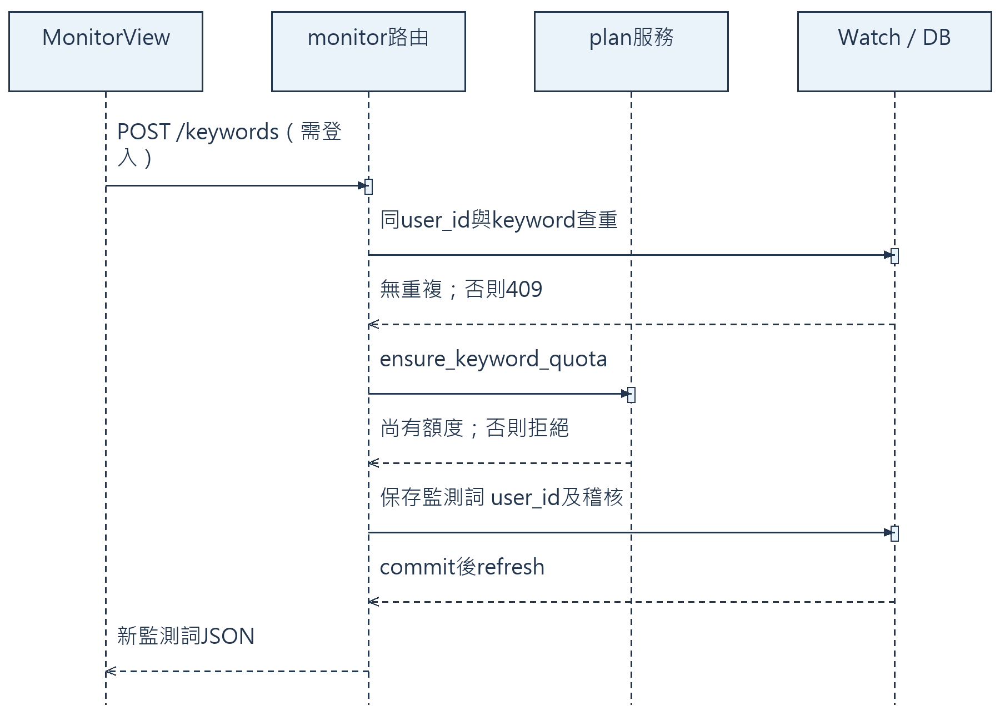 MonitorView
monitor路由
plan服務
Watch / DB
POST /keywords（需登
入）
同user_id與keyword查重
無重複；否則409
ensure_keyword_quota
尚有額度；否則拒絕
保存監測詞 user_id及稽核
commit後refresh
新監測詞JSON